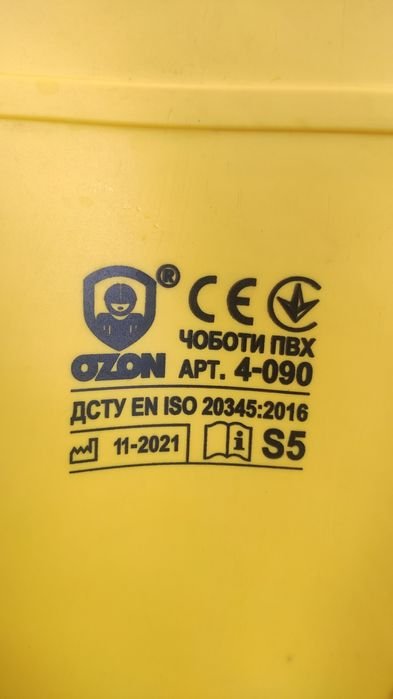 ® CE
ЧОБОТИ ПВХ
OZON АРТ. 4-090
ДСТУ EN ISO 20345:2016
11-2021 i S5